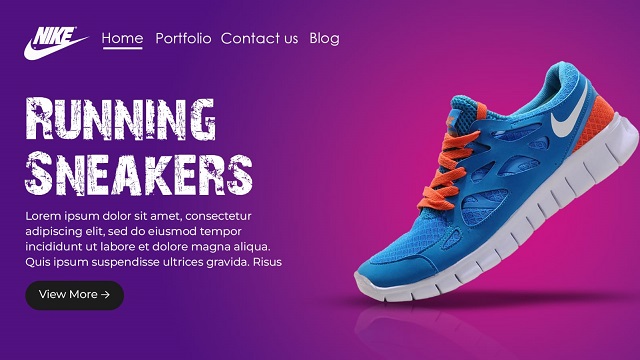 NIKE
Home Portfolio Contact us Blog
Running
Sneakers
Lorem ipsum dolor sit amet, consectetur
adipiscing elit, sed do eiusmod tempor
incididunt ut labore et dolore magna aliqua.
Quis ipsum suspendisse ultrices gravida. Risus
View More →